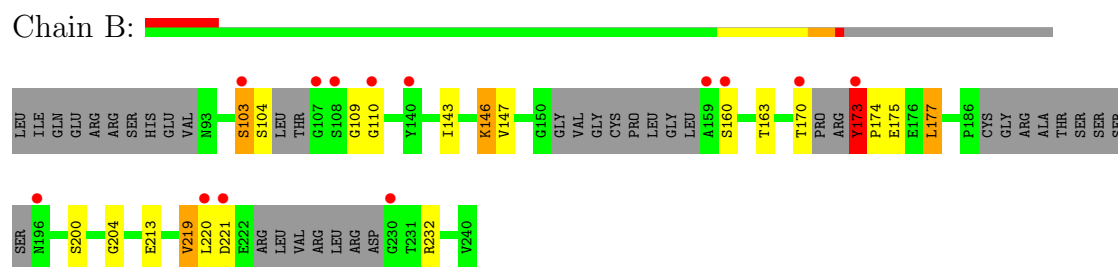 Chain B:
LEU ILE GLN GLU ARG ARG SER HIS GLU VAL N93 S103 S104 LEU THR G107 S108 G109 G110 Y140 I143 K146 V147 G150 GLY VAL GLY CYS PRO LEU GLY LEU A159 S160 T163 T170 PRO ARG Y173 P174 E175 E176 L177 P186 CYS GLY ARG ALA THR SER SER SER
SER N196 S200 G204 E213 V219 L220 D221 E222 ARG LEU VAL ARG LEU ARG ASP G230 T231 R232 V240